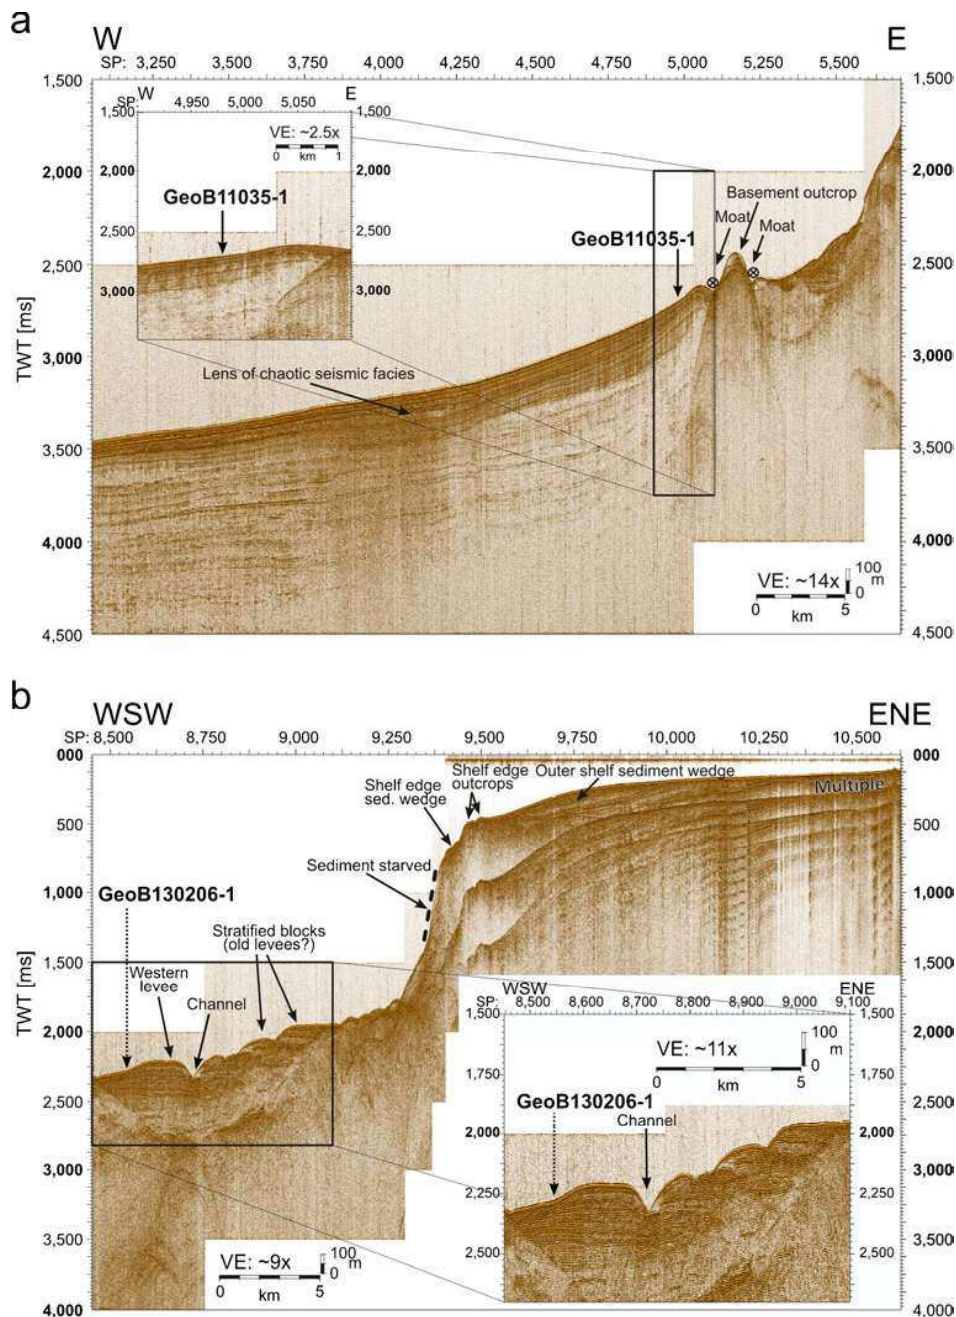 a
W
E
SP: 3,250 3,500 3,750 4,000 4,250 4,500 4,750 5,000 5,250 5,500
1,500
2,000
2,500
3,000
3,500
4,000
4,500
TWT [ms]
W
E
SP: 4,950 5,000 5,050
1,500
2,000
2,500
3,000
VE: ~2.5x
0 km 1
GeoB11035-1
1,500
2,000
2,500
3,000
Basement outcrop
Moat
Moat
GeoB11035-1
Lens of chaotic seismic facies
VE: ~14x
100
0 m
0 5
km
1,500
2,000
2,500
3,000
3,500
4,000
4,500
b
WSW
ENE
SP: 8,500 8,750 9,000 9,250 9,500 9,750 10,000 10,250 10,500
000
500
1,000
1,500
2,000
2,500
3,000
3,500
4,000
TWT [ms]
Shelf edge
sed. wedge
Shelf edge
outcrops
Outer shelf sediment wedge
Multiple
Sediment starved
GeoB130206-1
Stratified blocks
(old levees?)
Western
levee
Channel
VE: ~9x
100
0 m
0 5
km
WSW
ENE
SP: 8,500 8,600 8,700 8,800 8,900 9,000 9,100
1,500
1,750
2,000
2,250
2,500
VE: ~11x
100
0 m
0 5
km
GeoB130206-1
Channel
000
500
1,000
1,500
2,000
2,500
3,000
3,500
4,000